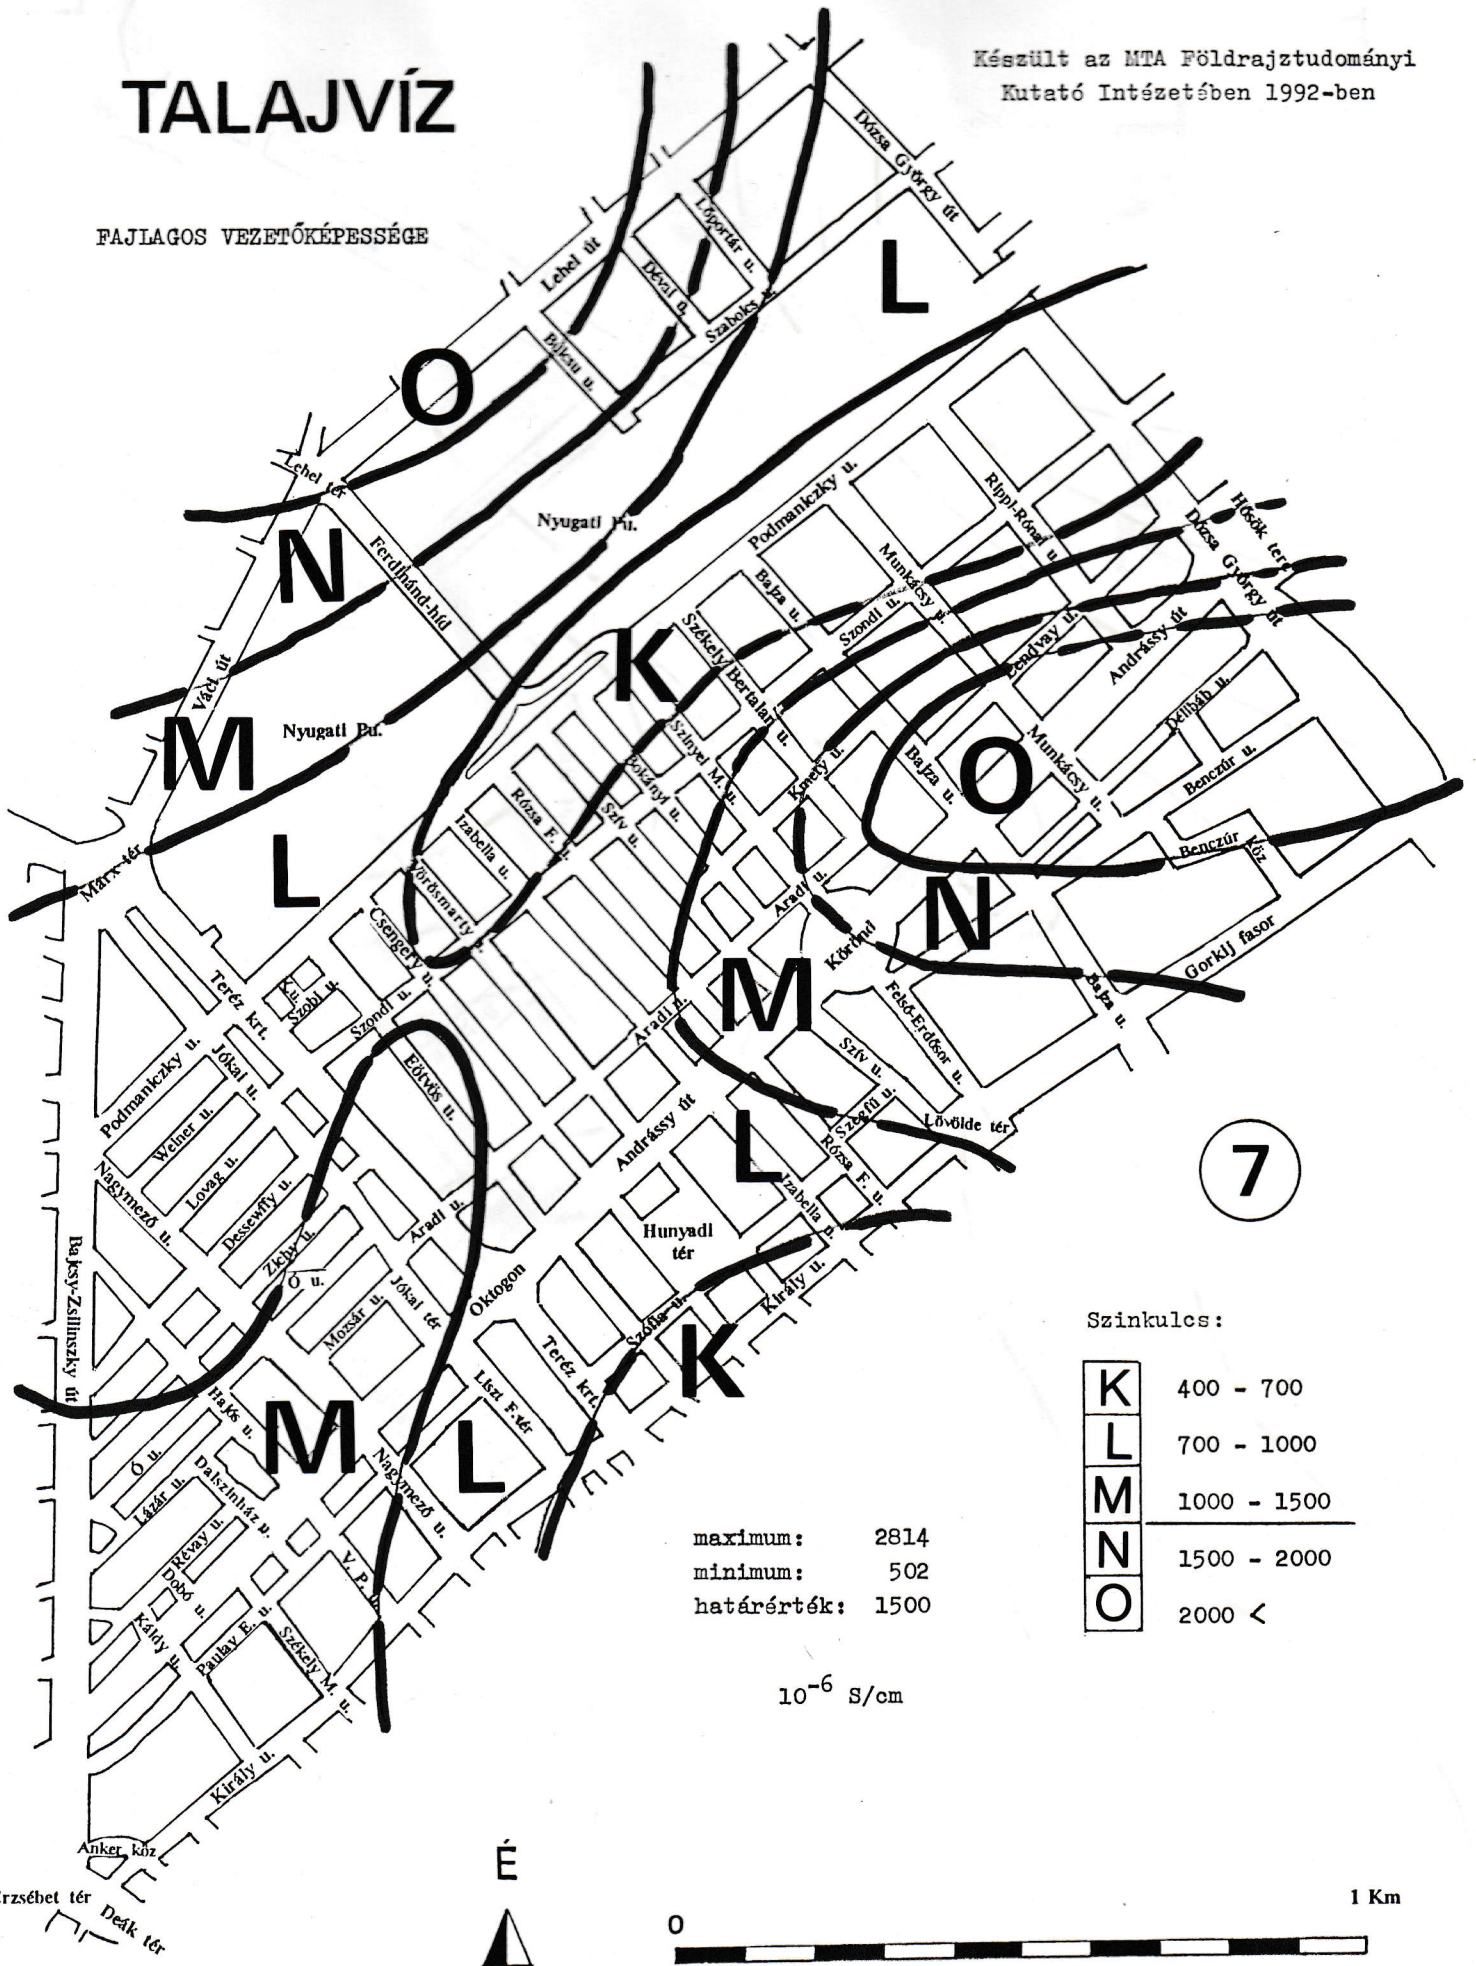 TALAJVÍZ
FAJLAGOS VEZETŐKÉPESSÉGE
Készült az MTA Földrajztudományi
Kutató Intézetében 1992-ben
Dózsa György út
Lőportár u.
L
Lehel út
Dévai u.
Szabolcs u.
Bulcsu u.
O
Lehel tér
Podmaniczky u.
Rippl-Rónai u.
Hősök tere
Dózsa György út
Nyugati Pu.
N
Ferdinánd-híd
Munkácsy u.
Bajza u.
Szondi u.
K
Székely Bertalan u.
Lendvay u.
Andrássy út
Váci út
M
Nyugati Pu.
Szinyei M. u.
Délibáb u.
Munkácsy u.
Bajza u.
O
Benczúr u.
Bokányi u.
Kmety u.
Rózsa F. u.
Szív u.
Izabella u.
Marx tér
L
Benczúr köz
Vörösmarty u.
Aradi u.
N
Csengery u.
Körönd
Gorkij fasor
M
Teréz krt.
Ku.
Szobi u.
Szondi u.
Aradi u.
Felső-Erdősor u.
Bajza u.
Jókai u.
Podmaniczky u.
Eötvös u.
Szív u.
Weiner u.
Andrássy út
Szegfű u.
Lövölde tér
L
Rózsa F. u.
7
Nagymező u.
Lovag u.
Dessewffy u.
Aradi u.
Izabella u.
Hunyadi
tér
Zichy u.
Ó u.
Bajcsy-Zsilinszky út
Jókai tér
Oktogon
Király u.
Mozsár u.
Szófia u.
Teréz krt.
K
Liszt F. tér
Hajós u.
M
L
Ó u.
Nagymező u.
Lázár u.
Dalszínház u.
Révay u.
V. P. u.
Dobó u.
Káldy u.
Paulay E. u.
Székely M. u.
Király u.
Anker köz
rzsébet tér
Deák tér
Szinkulcs:
K 400 - 700
L 700 - 1000
M 1000 - 1500
N 1500 - 2000
O 2000 <
maximum: 2814
minimum: 502
határérték: 1500
10⁻⁶ S/cm
É
0
1 Km